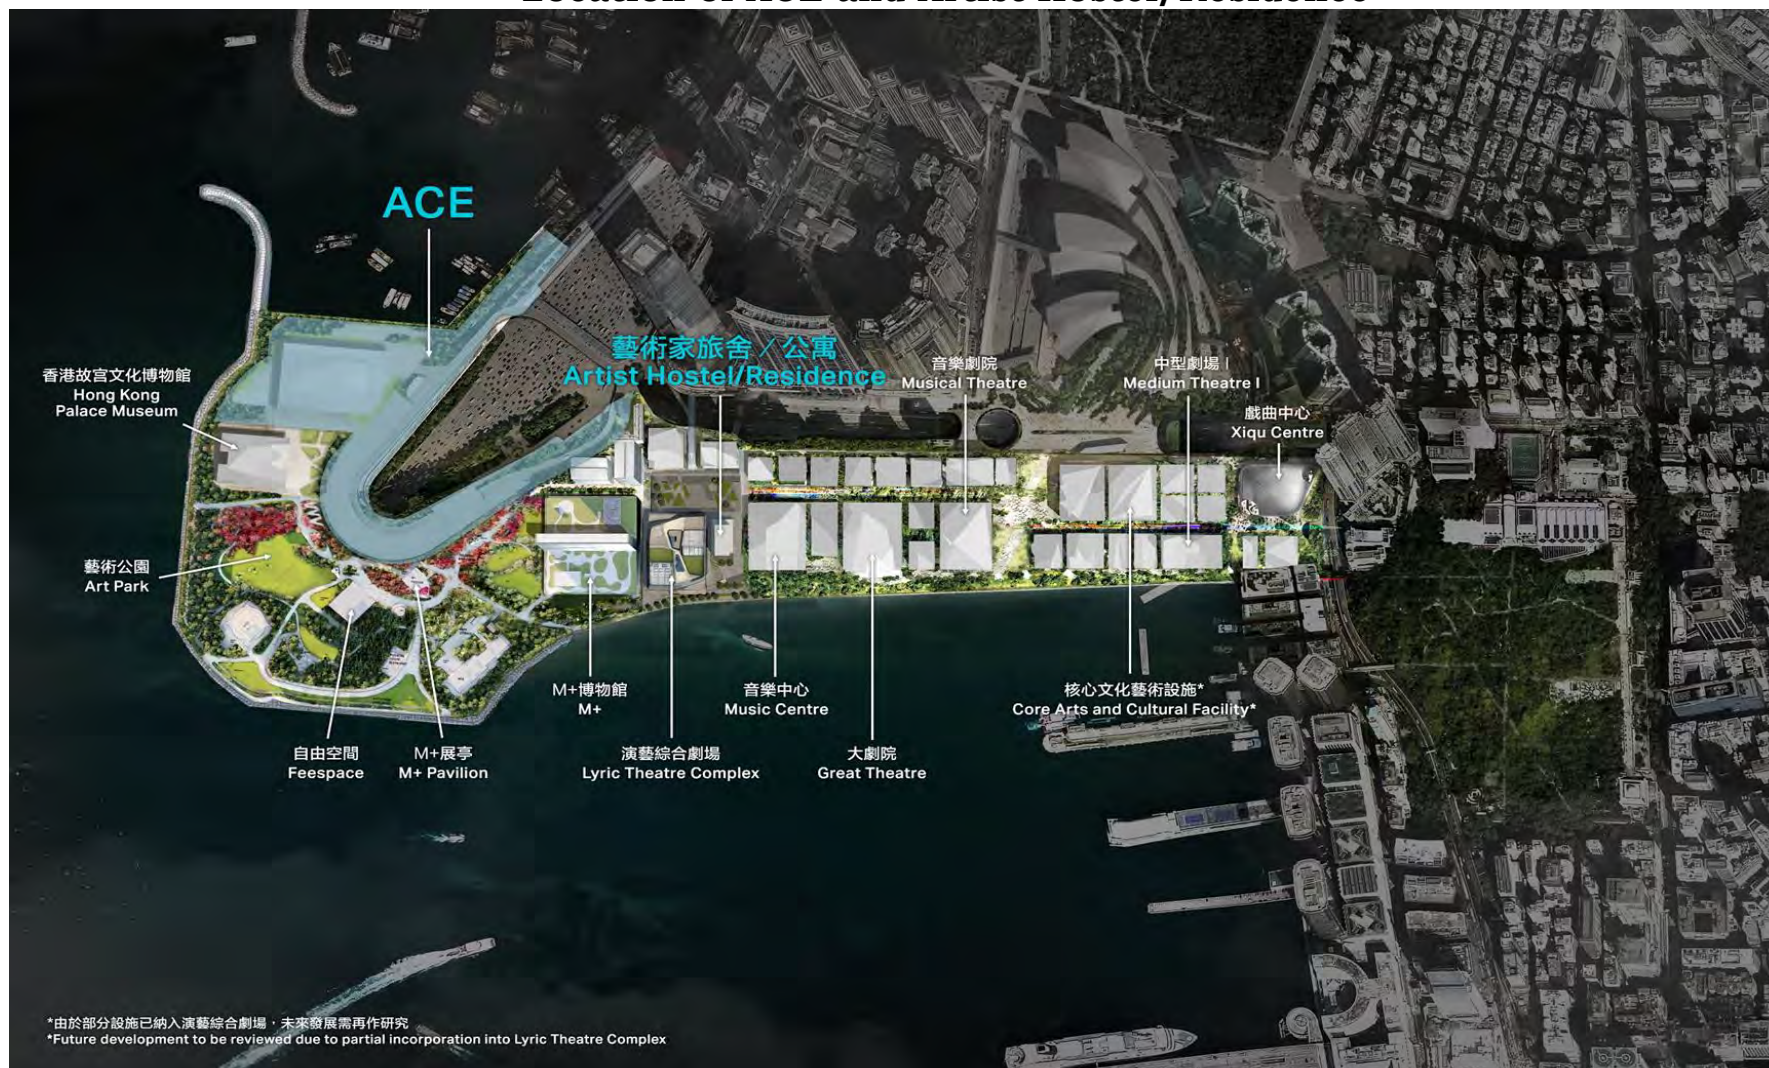 ACE
藝術家旅舍／公寓
Artist Hostel/Residence
音樂劇院
Musical Theatre
中型劇場 I
Medium Theatre I
戲曲中心
Xiqu Centre
香港故宮文化博物館
Hong Kong
Palace Museum
藝術公園
Art Park
自由空間
Feespace
M+展亭
M+ Pavilion
M+博物館
M+
演藝綜合劇場
Lyric Theatre Complex
音樂中心
Music Centre
大劇院
Great Theatre
核心文化藝術設施*
Core Arts and Cultural Facility*
*由於部分設施已納入演藝綜合劇場，未來發展需再作研究
*Future development to be reviewed due to partial incorporation into Lyric Theatre Complex